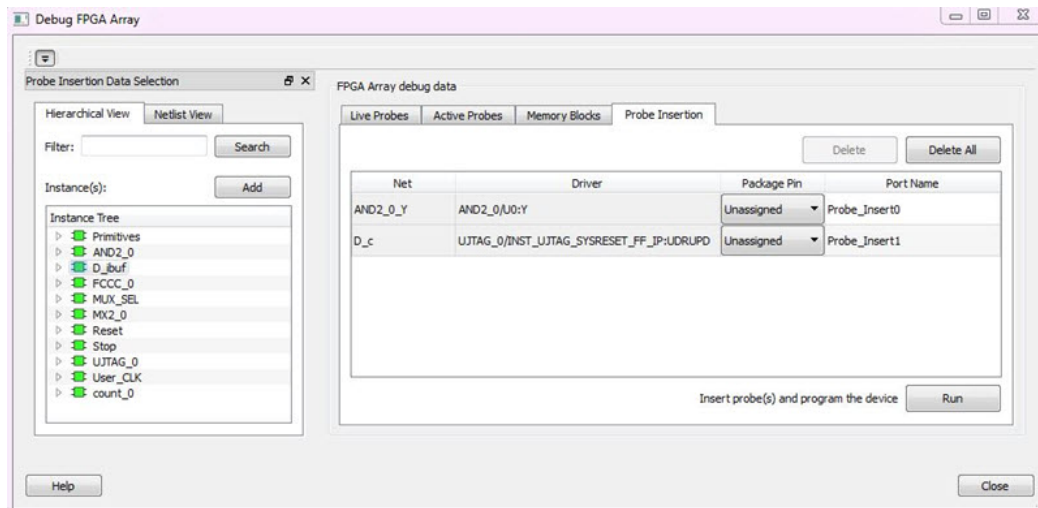 Debug FPGA Array
Probe Insertion Data Selection
Hierarchical View Netlist View
Filter: Search
Instance(s): Add
Instance Tree
Primitives
AND2_0
D_ibuf
FCCC_0
MUX_SEL
MX2_0
Reset
Stop
UJTAG_0
User_CLK
count_0
FPGA Array debug data
Live Probes Active Probes Memory Blocks Probe Insertion
Delete Delete All
Net Driver Package Pin Port Name
AND2_0_Y AND2_0/U0:Y Unassigned Probe_Insert0
D_c UJTAG_0/INST_UJTAG_SYSRESET_FF_IP:UDRUPD Unassigned Probe_Insert1
Insert probe(s) and program the device Run
Help Close